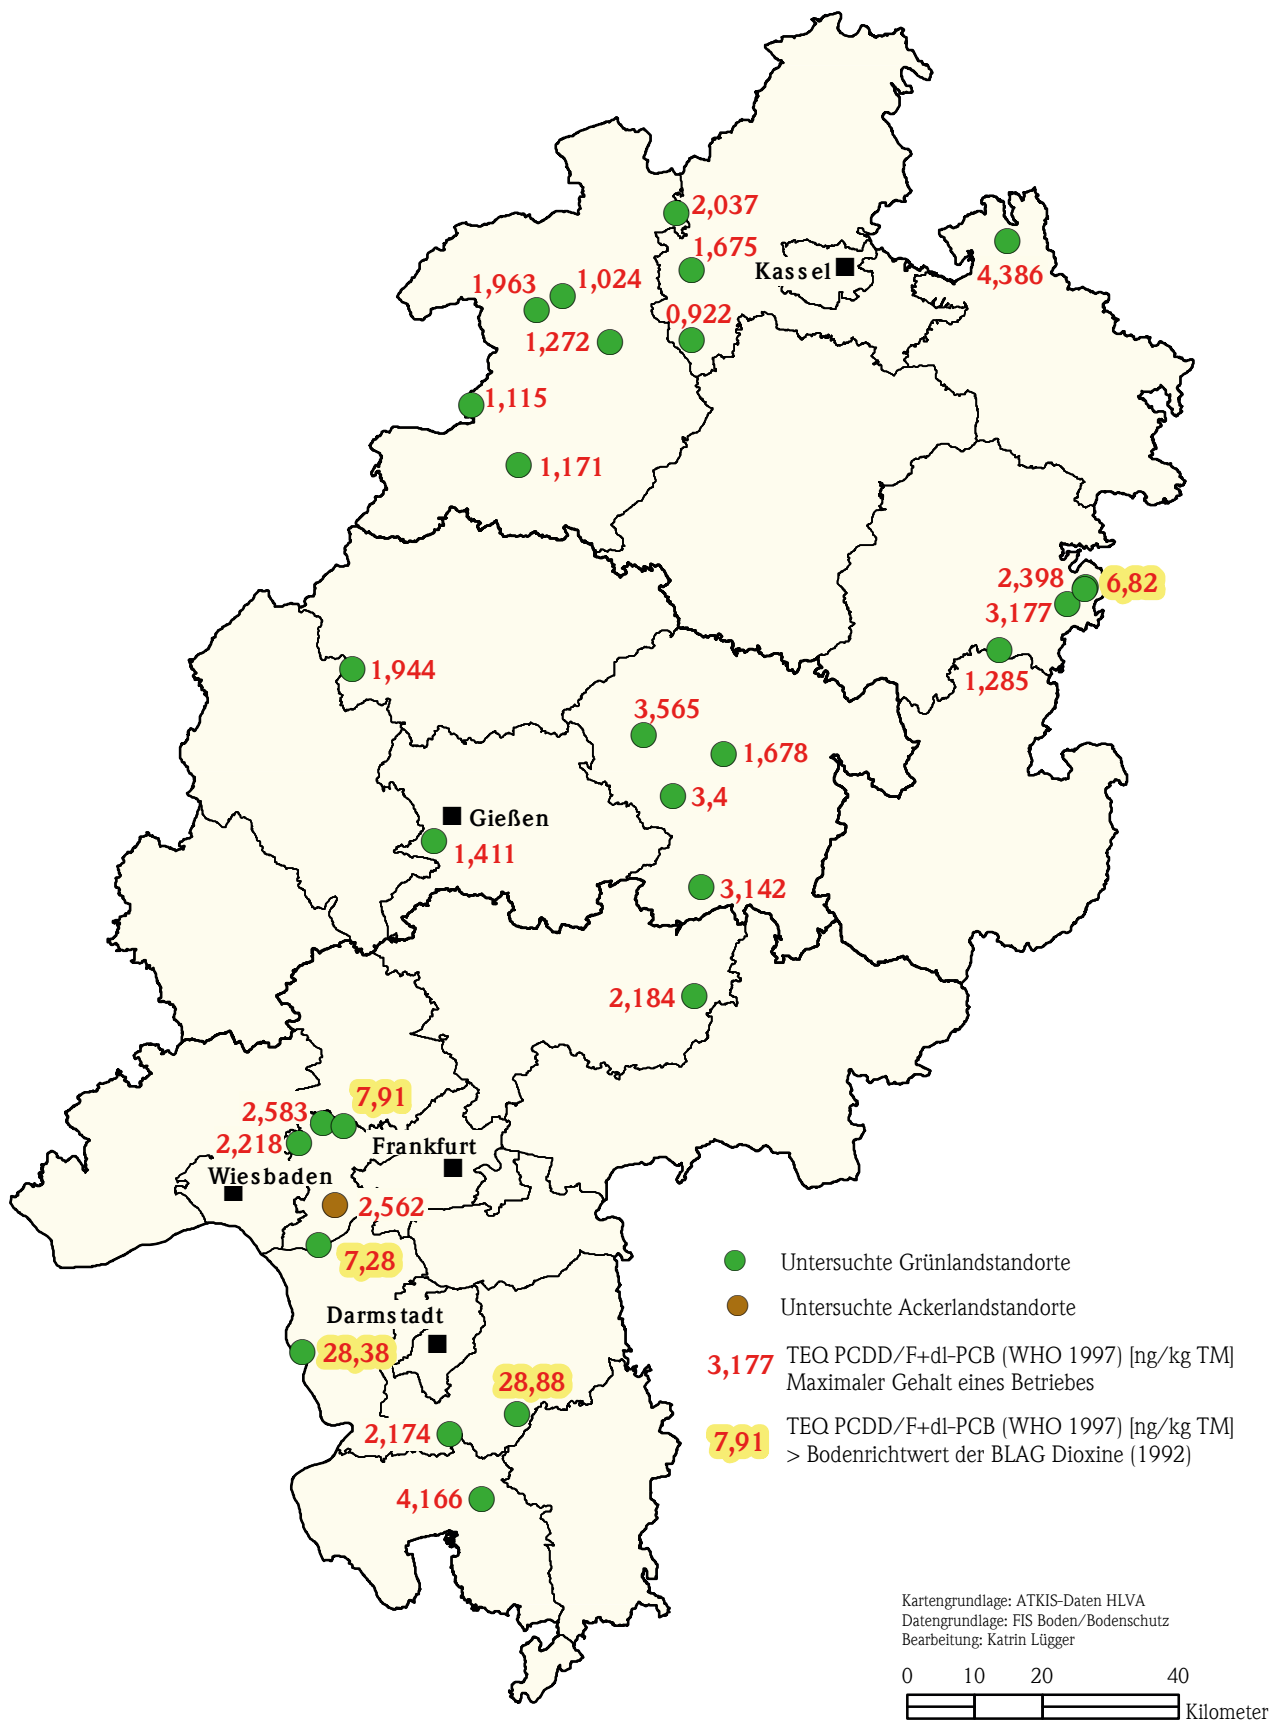 2,037
1,675
Kassel
4,386
1,963
1,024
0,922
1,272
1,115
1,171
2,398
6,82
3,177
1,285
1,944
3,565
1,678
3,4
Gießen
1,411
3,142
2,184
7,91
2,583
2,218
Frankfurt
Wiesbaden
2,562
7,28
Darmstadt
28,38
28,88
2,174
4,166
Untersuchte Grünlandstandorte
Untersuchte Ackerlandstandorte
3,177 TEQ PCDD/F+dl-PCB (WHO 1997) [ng/kg TM]
Maximaler Gehalt eines Betriebes
7,91 TEQ PCDD/F+dl-PCB (WHO 1997) [ng/kg TM]
> Bodenrichtwert der BLAG Dioxine (1992)
Kartengrundlage: ATKIS-Daten HLVA
Datengrundlage: FIS Boden/Bodenschutz
Bearbeitung: Katrin Lügger
0 10 20 40
Kilometer